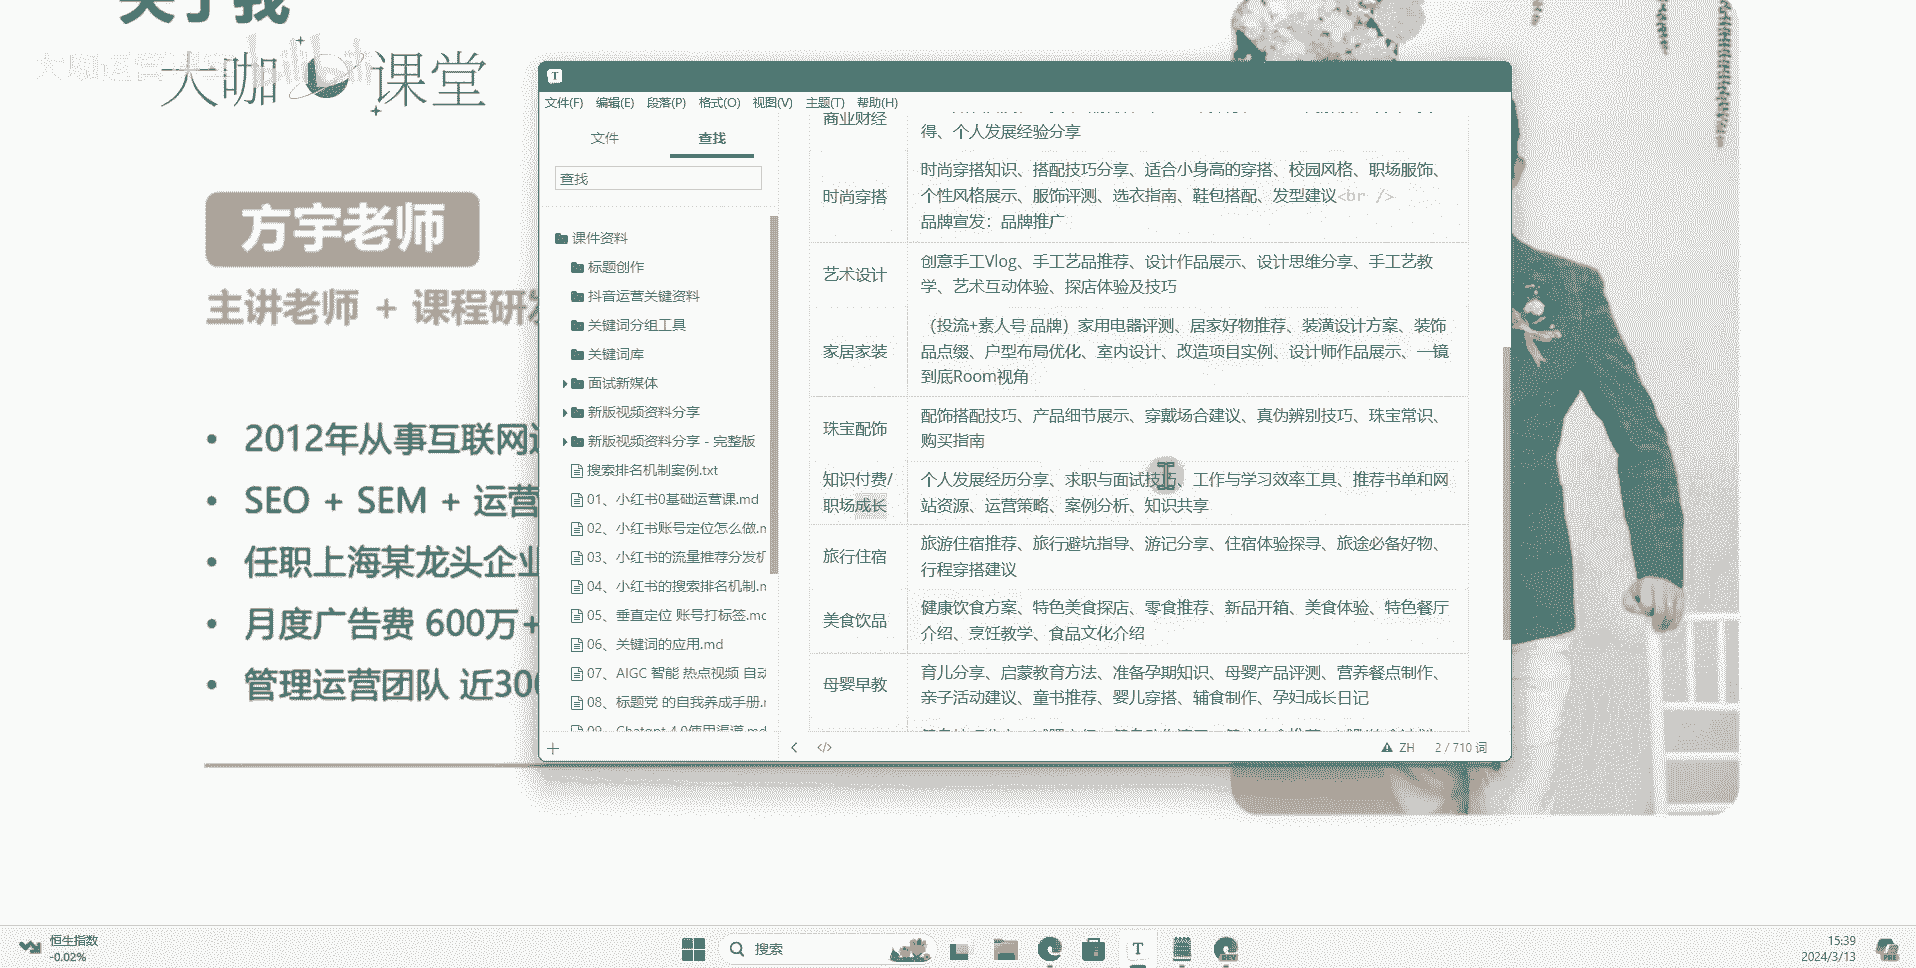 关于我
大咖 课堂
方宇老师
主讲老师 + 课程研发
• 2012年从事互联网
• SEO + SEM + 运营
• 任职上海某龙头企业
• 月度广告费 600万+
• 管理运营团队 近300
T
文件(F) 编辑(E) 段落(P) 格式(O) 视图(V) 主题(T) 帮助(H)
文件 查找
查找
课件资料
标题创作
抖音运营关键资料
关键词分组工具
关键词库
面试新媒体
新版视频资料分享
新版视频资料分享 - 完整版
搜索排名机制案例.txt
01、小红书0基础运营课.md
02、小红书账号定位怎么做.m
03、小红书的流量推荐分发机
04、小红书的搜索排名机制.m
05、垂直定位 账号打标签.mc
06、关键词的应用.md
07、AIGC 智能 热点视频 自动
08、标题党 的自我养成手册.r
09、Chatgpt 4.0使用渠道.md
商业财经
得、个人发展经验分享
时尚穿搭
时尚穿搭知识、搭配技巧分享、适合小身高的穿搭、校园风格、职场服饰、
个性风格展示、服饰评测、选衣指南、鞋包搭配、发型建议<br />
品牌宣发：品牌推广
艺术设计
创意手工Vlog、手工艺品推荐、设计作品展示、设计思维分享、手工艺教
学、艺术互动体验、探店体验及技巧
家居家装
（投流+素人号 品牌）家用电器评测、居家好物推荐、装潢设计方案、装饰
品点缀、户型布局优化、室内设计、改造项目实例、设计师作品展示、一镜
到底Room视角
珠宝配饰
配饰搭配技巧、产品细节展示、穿戴场合建议、真伪辨别技巧、珠宝常识、
购买指南
知识付费/
职场成长
个人发展经历分享、求职与面试技巧、工作与学习效率工具、推荐书单和网
站资源、运营策略、案例分析、知识共享
旅行住宿
旅游住宿推荐、旅行避坑指导、游记分享、住宿体验探寻、旅途必备好物、
行程穿搭建议
美食饮品
健康饮食方案、特色美食探店、零食推荐、新品开箱、美食体验、特色餐厅
介绍、烹饪教学、食品文化介绍
母婴早教
育儿分享、启蒙教育方法、准备孕期知识、母婴产品评测、营养餐点制作、
亲子活动建议、童书推荐、婴儿穿搭、辅食制作、孕妇成长日记
</> ZH 2 / 710 词
恒生指数
-0.02%
搜索
15:39
2024/3/13